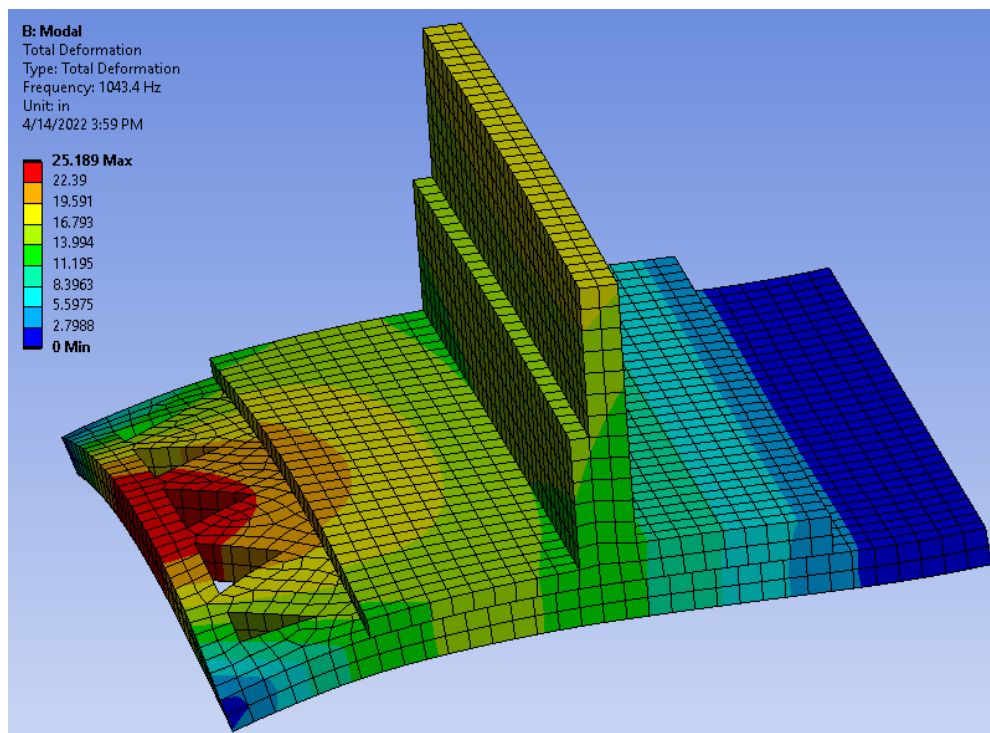 B: Modal
Total Deformation
Type: Total Deformation
Frequency: 1043.4 Hz
Unit: in
4/14/2022 3:59 PM
25.189 Max
22.39
19.591
16.793
13.994
11.195
8.3963
5.5975
2.7988
0 Min